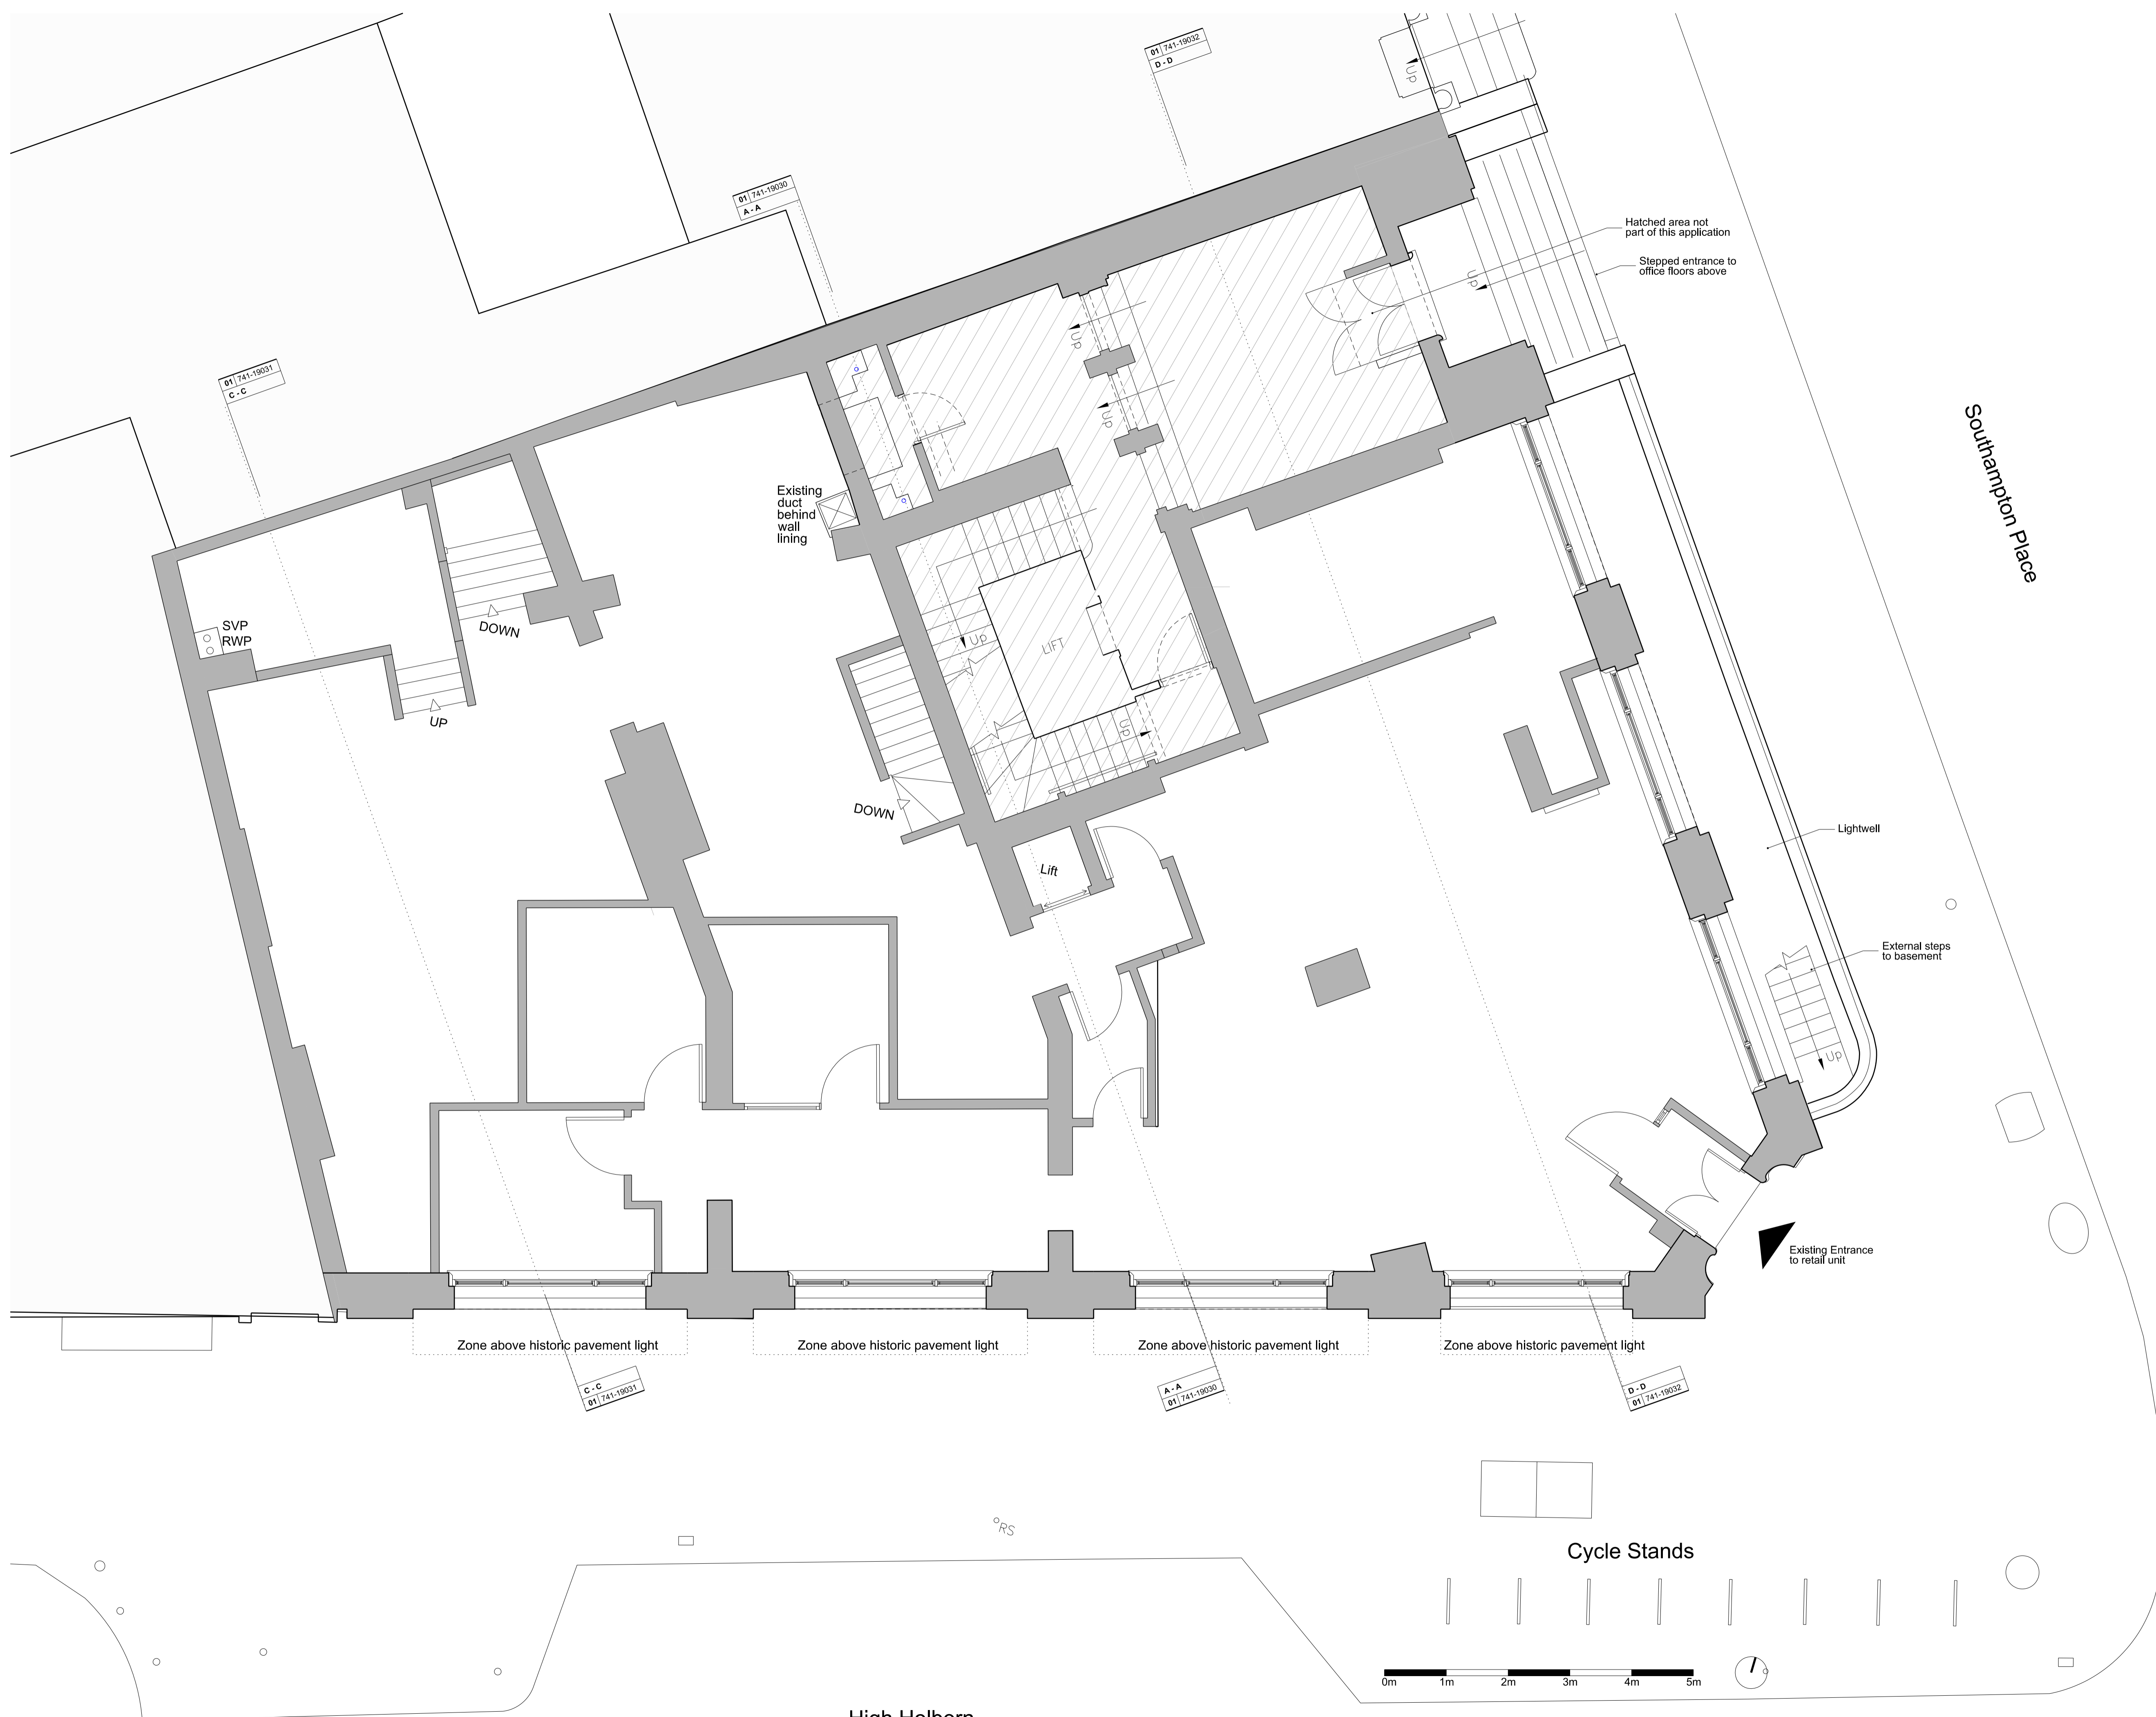 01 741-19032
D - D
Up
01 741-19030
A - A
Hatched area not
part of this application
Stepped entrance to
office floors above
Up
Up
Up
01 741-19031
C - C
Southampton Place
Existing
duct
behind
wall
lining
SVP
RWP
DOWN
Up
LIFT
UP
Up
DOWN
Lightwell
Lift
External steps
to basement
Up
Existing Entrance
to retail unit
Zone above historic pavement light
Zone above historic pavement light
Zone above historic pavement light
Zone above historic pavement light
C - C
01 741-19031
A - A
01 741-19030
D - D
01 741-19032
RS
Cycle Stands
0m 1m 2m 3m 4m 5m
High Holborn